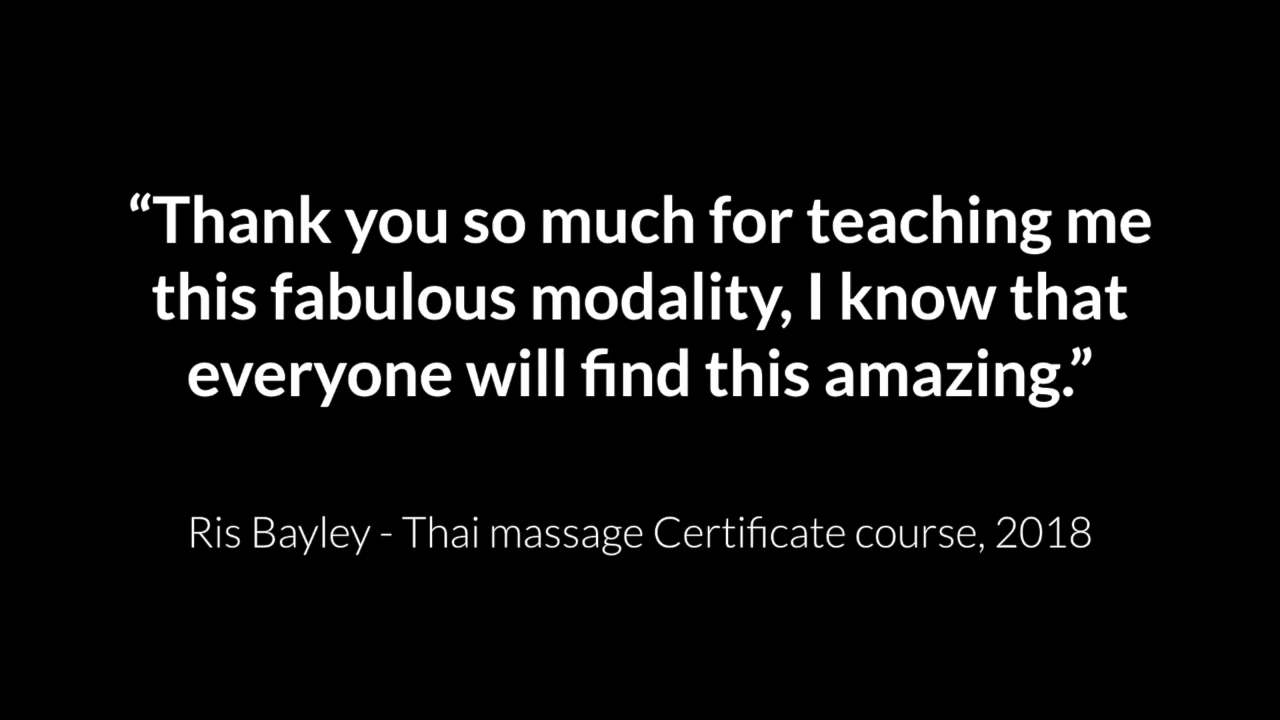 “Thank you so much for teaching me
this fabulous modality, I know that
everyone will find this amazing.”
Ris Bayley - Thai massage Certificate course, 2018